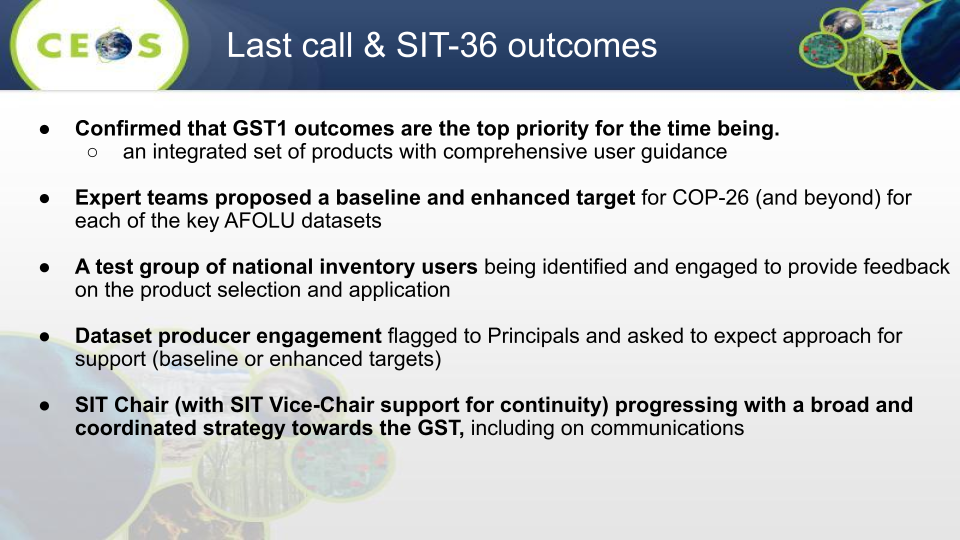 CEOS
Last call & SIT-36 outcomes
● Confirmed that GST1 outcomes are the top priority for the time being.
○ an integrated set of products with comprehensive user guidance
● Expert teams proposed a baseline and enhanced target for COP-26 (and beyond) for
each of the key AFOLU datasets
● A test group of national inventory users being identified and engaged to provide feedback
on the product selection and application
● Dataset producer engagement flagged to Principals and asked to expect approach for
support (baseline or enhanced targets)
● SIT Chair (with SIT Vice-Chair support for continuity) progressing with a broad and
coordinated strategy towards the GST, including on communications